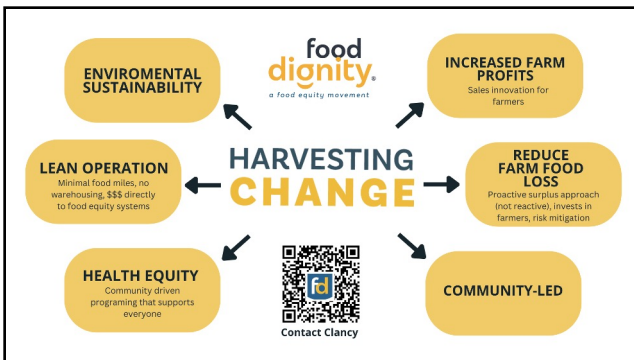 food
dignity®
a food equity movement
ENVIROMENTAL
SUSTAINABILITY
INCREASED FARM
PROFITS
Sales innovation for
farmers
LEAN OPERATION
Minimal food miles, no
warehousing, $$$ directly
to food equity systems
HARVESTING
CHANGE
REDUCE
FARM FOOD
LOSS
Proactive surplus approach
(not reactive), invests in
farmers, risk mitigation
HEALTH EQUITY
Community driven
programing that supports
everyone
fd
Contact Clancy
COMMUNITY-LED